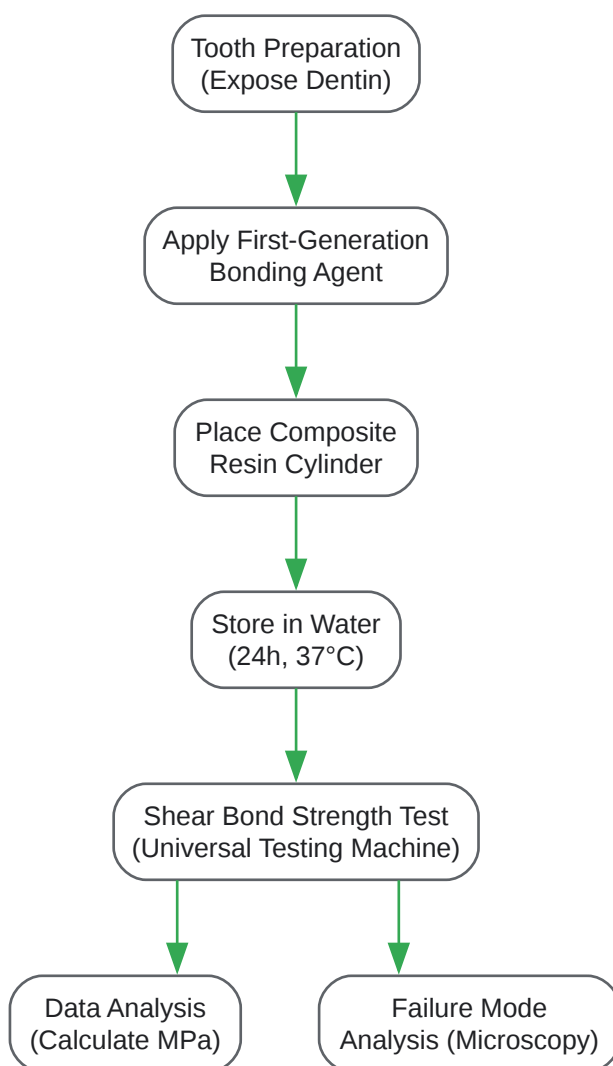 Tooth Preparation
(Expose Dentin)
Apply First-Generation
Bonding Agent
Place Composite
Resin Cylinder
Store in Water
(24h, 37°C)
Shear Bond Strength Test
(Universal Testing Machine)
Data Analysis
(Calculate MPa)
Failure Mode
Analysis (Microscopy)